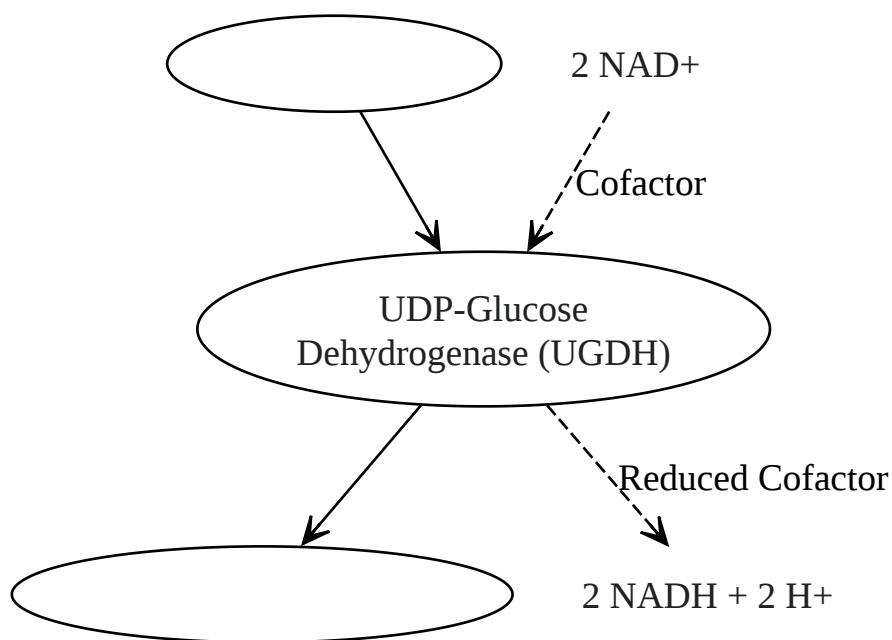 2 NAD+
Cofactor
UDP-Glucose
Dehydrogenase (UGDH)
Reduced Cofactor
2 NADH + 2 H+